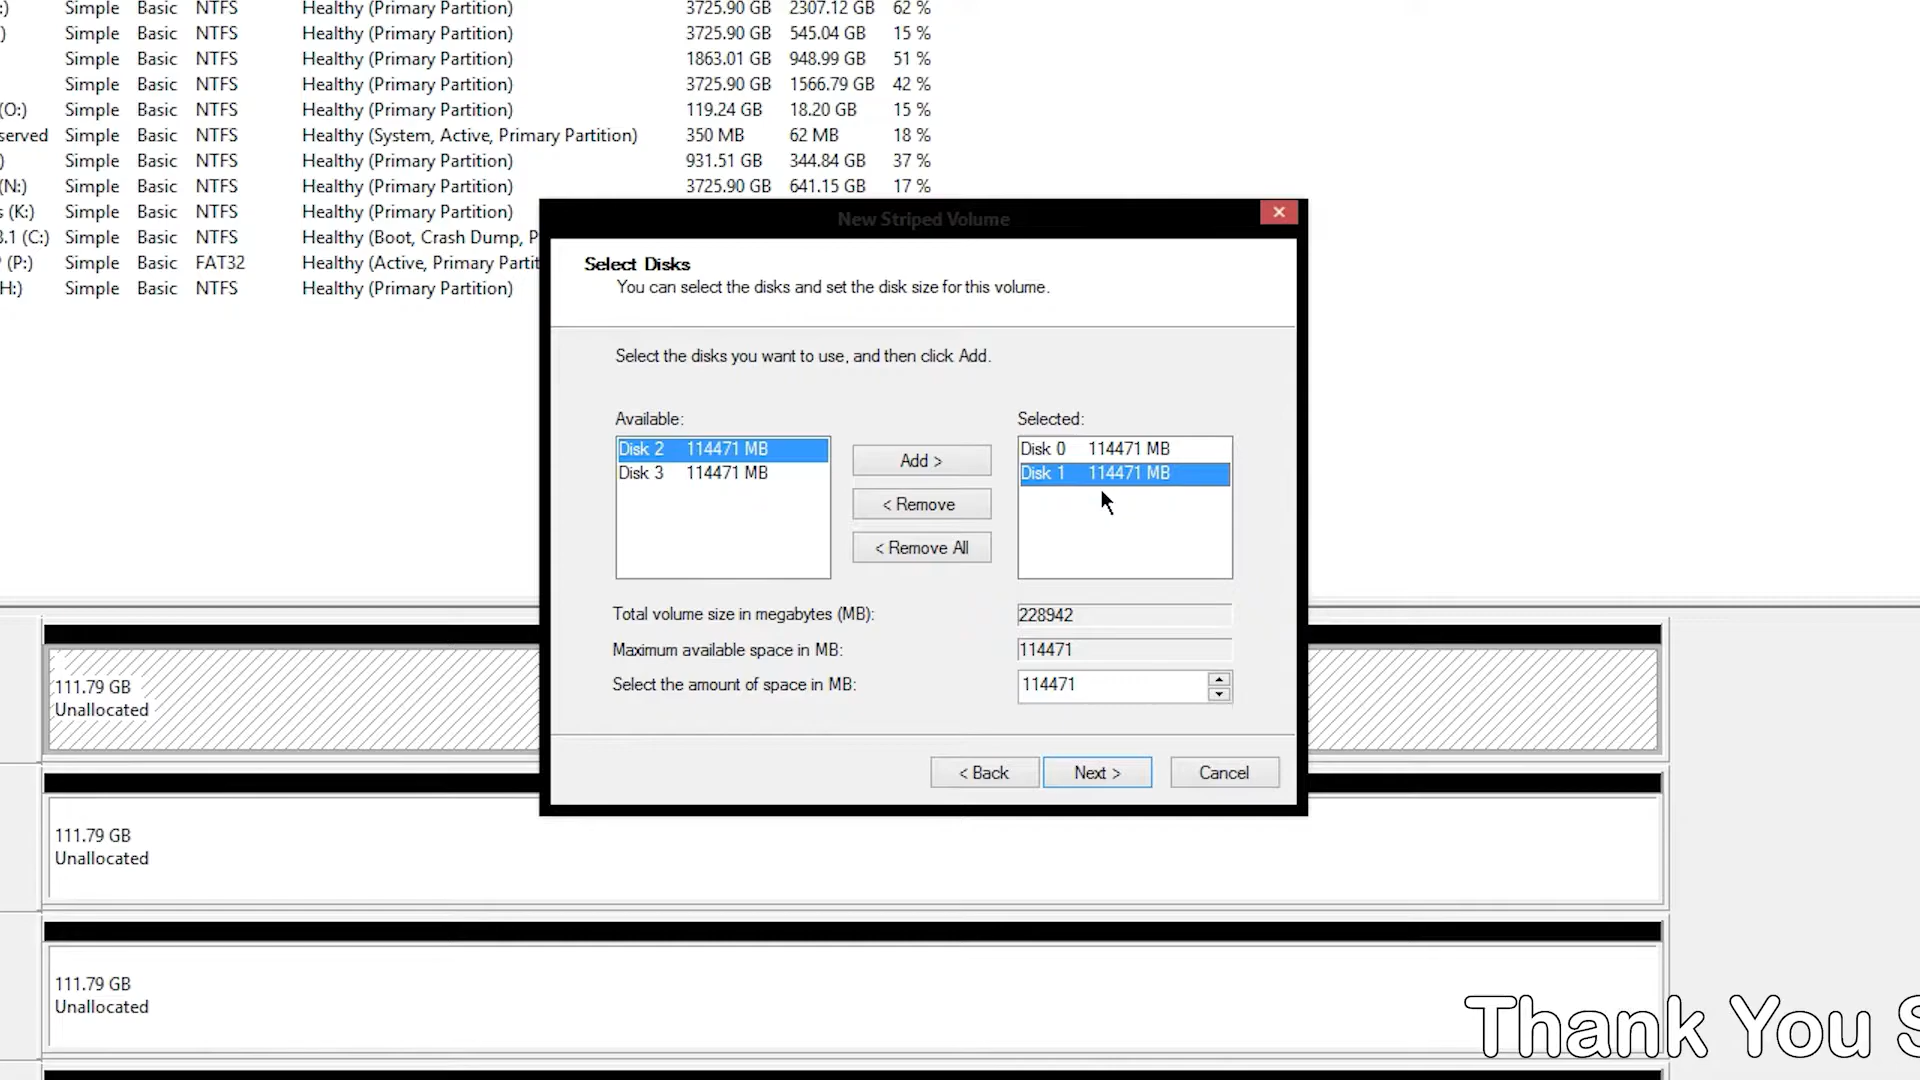 :) Simple Basic NTFS Healthy (Primary Partition) 3725.90 GB 2307.12 GB 62 %
) Simple Basic NTFS Healthy (Primary Partition) 3725.90 GB 545.04 GB 15 %
Simple Basic NTFS Healthy (Primary Partition) 1863.01 GB 948.99 GB 51 %
Simple Basic NTFS Healthy (Primary Partition) 3725.90 GB 1566.79 GB 42 %
(O:) Simple Basic NTFS Healthy (Primary Partition) 119.24 GB 18.20 GB 15 %
served Simple Basic NTFS Healthy (System, Active, Primary Partition) 350 MB 62 MB 18 %
) Simple Basic NTFS Healthy (Primary Partition) 931.51 GB 344.84 GB 37 %
(N:) Simple Basic NTFS Healthy (Primary Partition) 3725.90 GB 641.15 GB 17 %
s (K:) Simple Basic NTFS Healthy (Primary Partition)
3.1 (C:) Simple Basic NTFS Healthy (Boot, Crash Dump, P
(P:) Simple Basic FAT32 Healthy (Active, Primary Partit
H:) Simple Basic NTFS Healthy (Primary Partition)
New Striped Volume
Select Disks
You can select the disks and set the disk size for this volume.
Select the disks you want to use, and then click Add.
Available:
Disk 2 114471 MB
Disk 3 114471 MB
Add >
< Remove
< Remove All
Selected:
Disk 0 114471 MB
Disk 1 114471 MB
Total volume size in megabytes (MB): 228942
Maximum available space in MB: 114471
Select the amount of space in MB: 114471
< Back
Next >
Cancel
111.79 GB
Unallocated
111.79 GB
Unallocated
111.79 GB
Unallocated
Thank You S